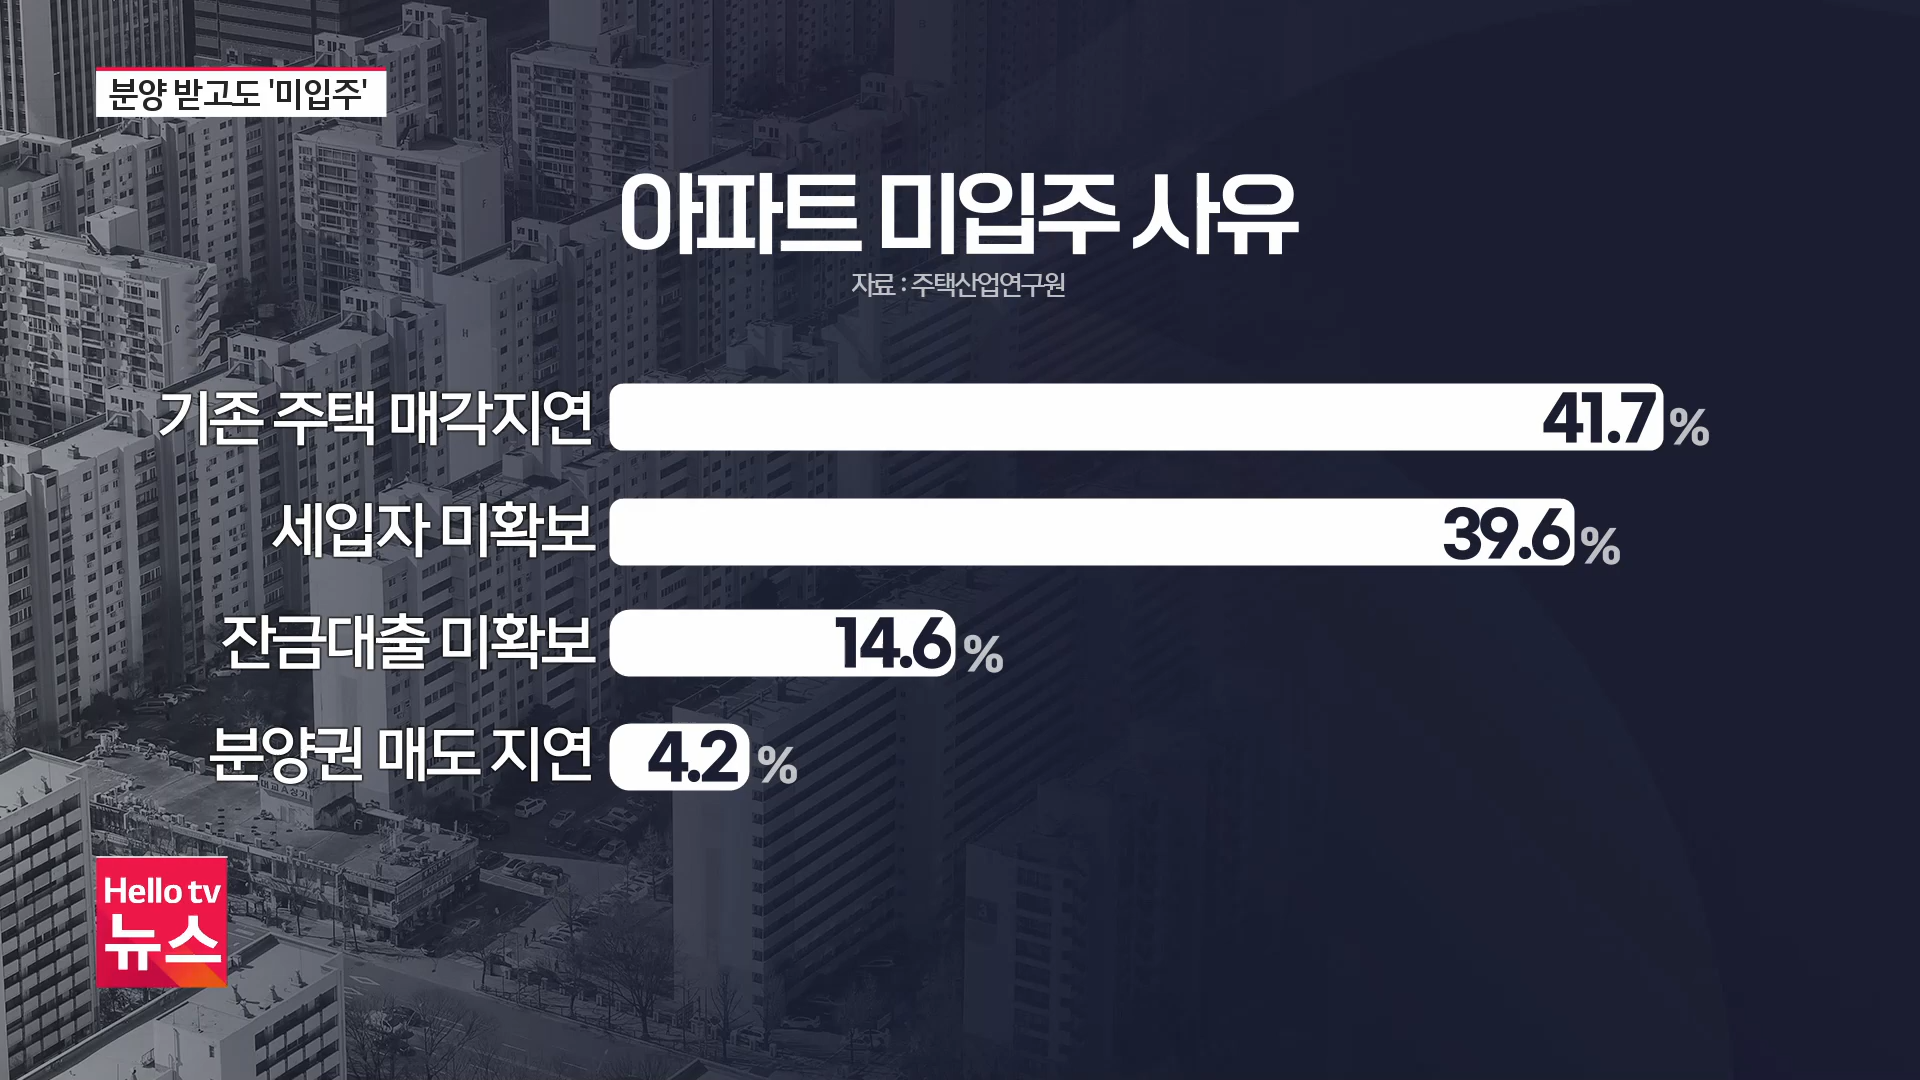 분양 받고도 '미입주'
아파트 미입주 사유
자료 : 주택산업연구원
기존 주택 매각지연 41.7%
세입자 미확보 39.6%
잔금대출 미확보 14.6%
분양권 매도 지연 4.2%
Hello tv
뉴스